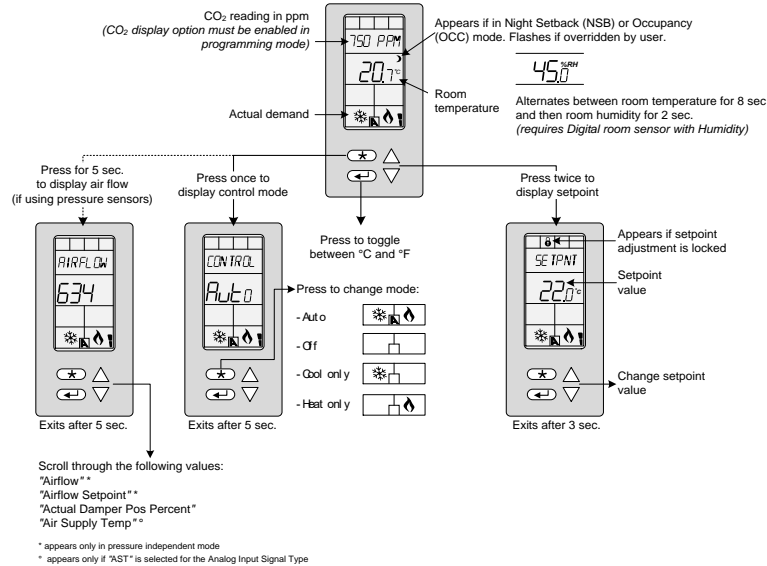 CO₂ reading in ppm
(CO₂ display option must be enabled in
programming mode)
Appears if in Night Setback (NSB) or Occupancy
(OCC) mode. Flashes if overridden by user.
750 PPM
20.7°C
45.0 %RH
Room
temperature
Alternates between room temperature for 8 sec
and then room humidity for 2 sec.
(requires Digital room sensor with Humidity)
Actual demand
A
Press for 5 sec.
to display air flow
(if using pressure sensors)
Press once to
display control mode
Press twice to
display setpoint
Press to toggle
between °C and °F
AIRFLOW
634
A
Exits after 5 sec.
CONTROL
Auto
A
Exits after 5 sec.
Press to change mode:
-Auto
A
-Off
-Cool only
-Heat only
SETPNT
22.0°C
A
Exits after 3 sec.
Appears if setpoint
adjustment is locked
Setpoint
value
Change setpoint
value
Scroll through the following values:
"Airflow" *
"Airflow Setpoint" *
"Actual Damper Pos Percent"
"Air Supply Temp" °
* appears only in pressure independent mode
° appears only if "AST" is selected for the Analog Input Signal Type